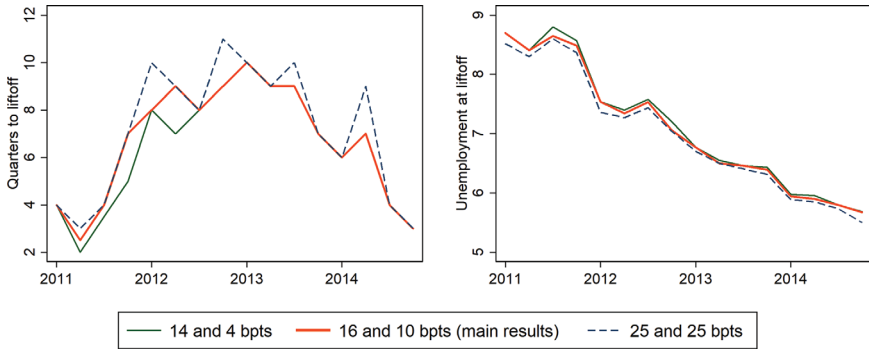 Quarters to liftoff
12
10
8
6
4
2
2011 2012 2013 2014
Unemployment at liftoff
9
8
7
6
5
2011 2012 2013 2014
14 and 4 bpts 16 and 10 bpts (main results) 25 and 25 bpts